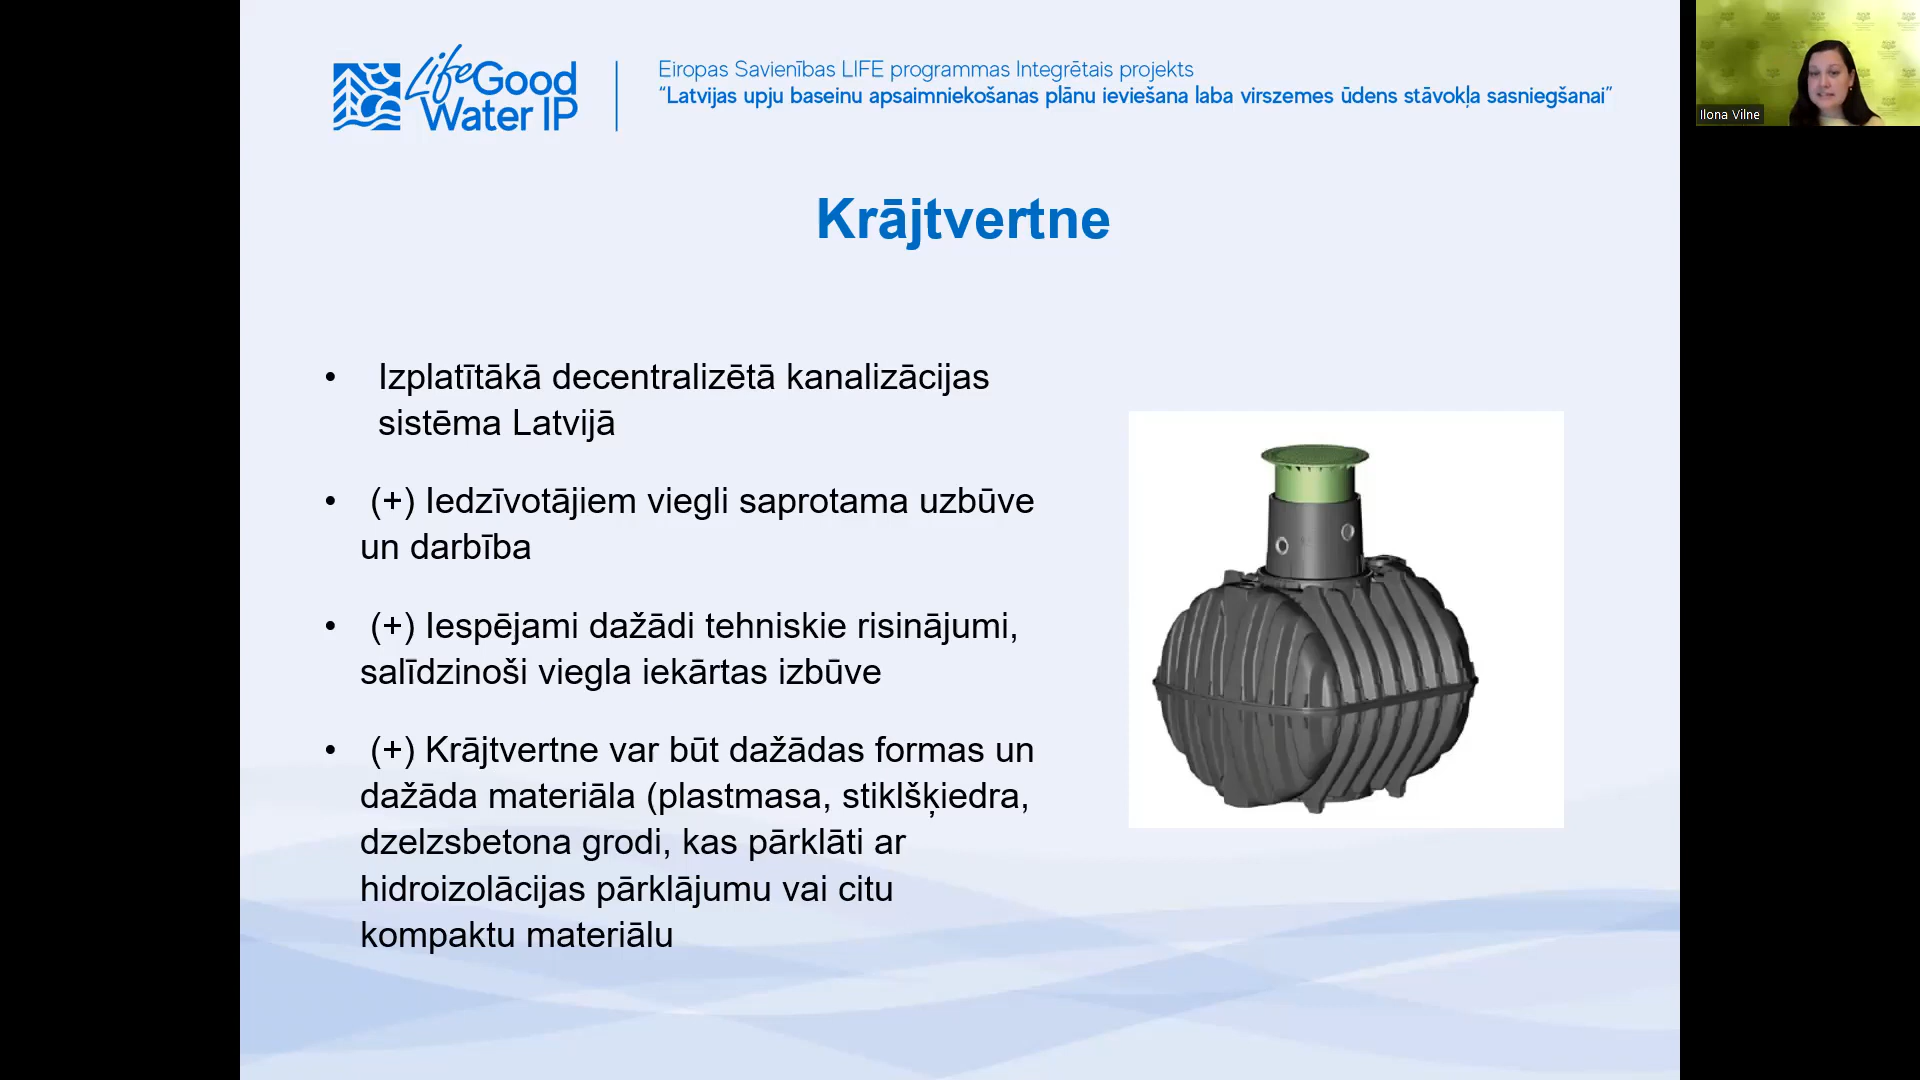 Life Good
Water IP
Eiropas Savienības LIFE programmas Integrētais projekts
“Latvijas upju baseinu apsaimniekošanas plānu ieviešana laba virszemes ūdens stāvokļa sasniegšanai”
Ilona Vilne
Krājtvertne
• Izplatītākā decentralizētā kanalizācijas
sistēma Latvijā
• (+) Iedzīvotājiem viegli saprotama uzbūve
un darbība
• (+) Iespējami dažādi tehniskie risinājumi,
salīdzinoši viegla iekārtas izbūve
• (+) Krājtvertne var būt dažādas formas un
dažāda materiāla (plastmasa, stiklšķiedra,
dzelzsbetona grodi, kas pārklāti ar
hidroizolācijas pārklājumu vai citu
kompaktu materiālu